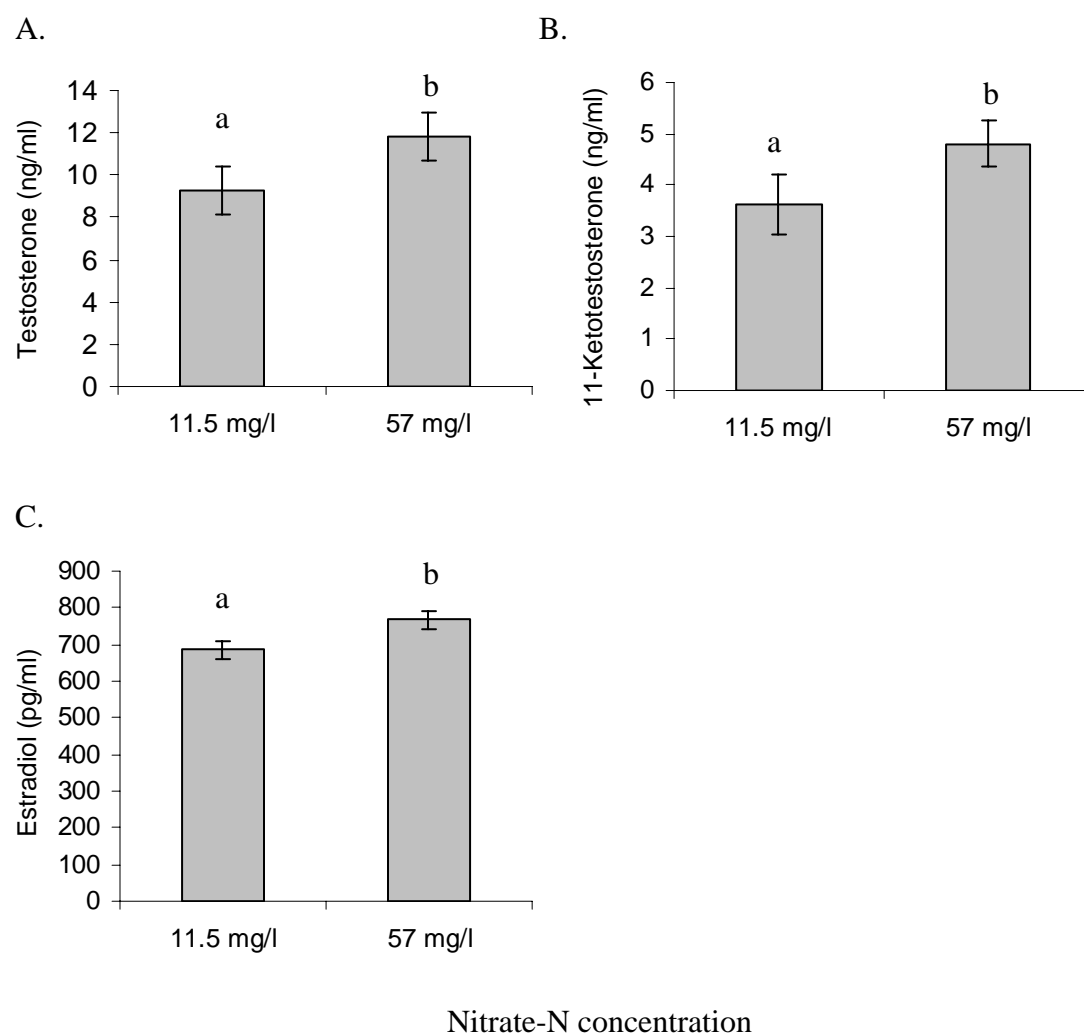 A.
Testosterone (ng/ml)
14
12
10
8
6
4
2
0
a
b
11.5 mg/l
57 mg/l
B.
11-Ketotestosterone (ng/ml)
6
5
4
3
2
1
0
a
b
11.5 mg/l
57 mg/l
C.
Estradiol (pg/ml)
900
800
700
600
500
400
300
200
100
0
a
b
11.5 mg/l
57 mg/l
Nitrate-N concentration